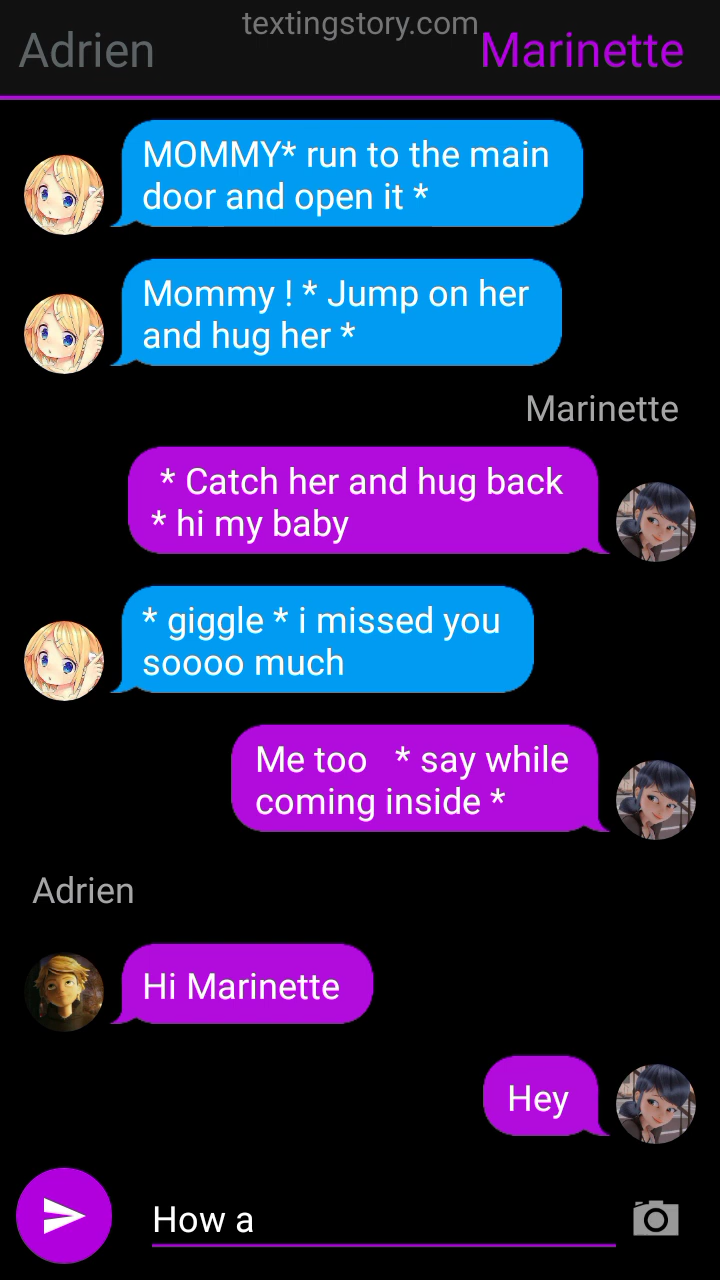 textingstory.com
Adrien
Marinette
MOMMY* run to the main
door and open it *
Mommy ! * Jump on her
and hug her *
Marinette
* Catch her and hug back
* hi my baby
* giggle * i missed you
soooo much
Me too   * say while
coming inside *
Adrien
Hi Marinette
Hey
How a